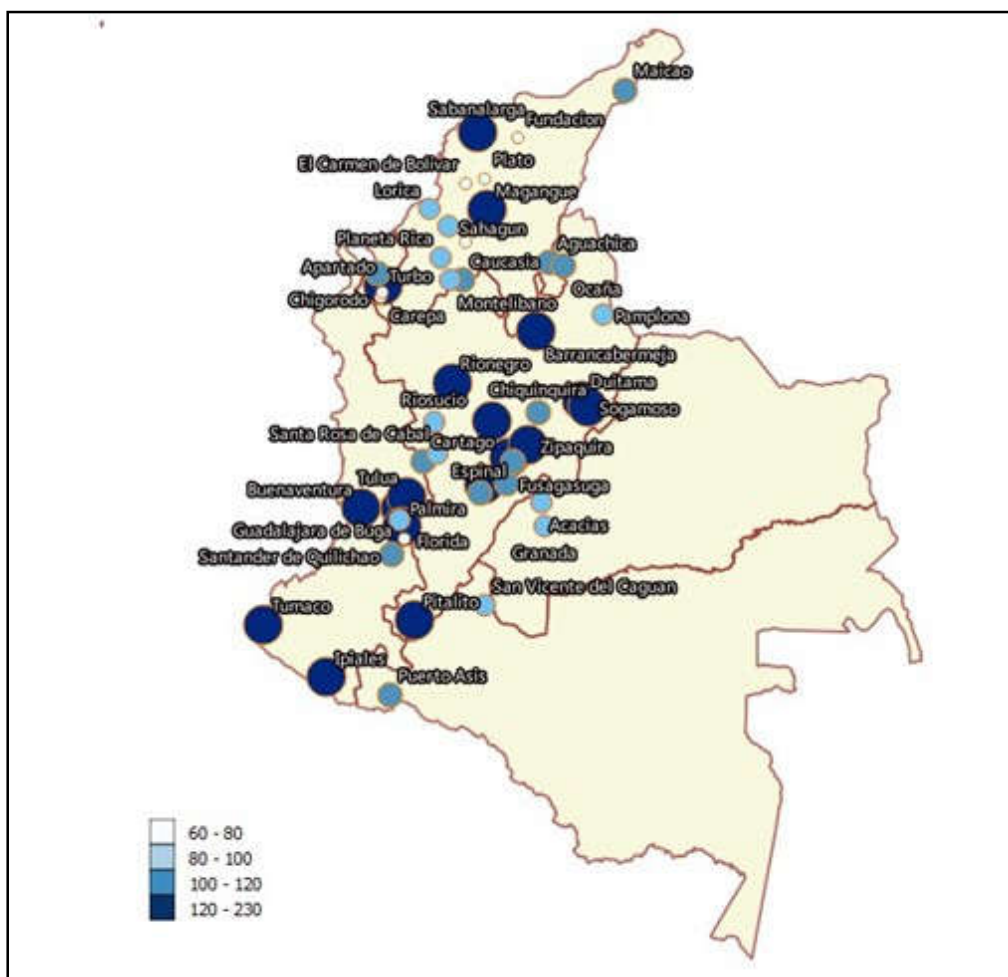 Maicao
Sabanalarga
Fundacion
Plato
El Carmen de Bolivar
Lorica
Magangue
Sahagun
Planeta Rica
Aguachica
Caucasia
Apartado
Turbo
Ocaña
Chigorodo
Montelibano
Carepa
Pamplona
Barrancabermeja
Rionegro
Chiquinquira
Duitama
Riosucio
Sogamoso
Santa Rosa de Cabal
Cartago
Zipaquira
Espinal
Tulua
Fusagasuga
Buenaventura
Palmira
Guadalajara de Buga
Acacias
Florida
Granada
Santander de Quilichao
San Vicente del Caguan
Tumaco
Pitalito
Ipiales
Puerto Asis
60 - 80
80 - 100
100 - 120
120 - 230